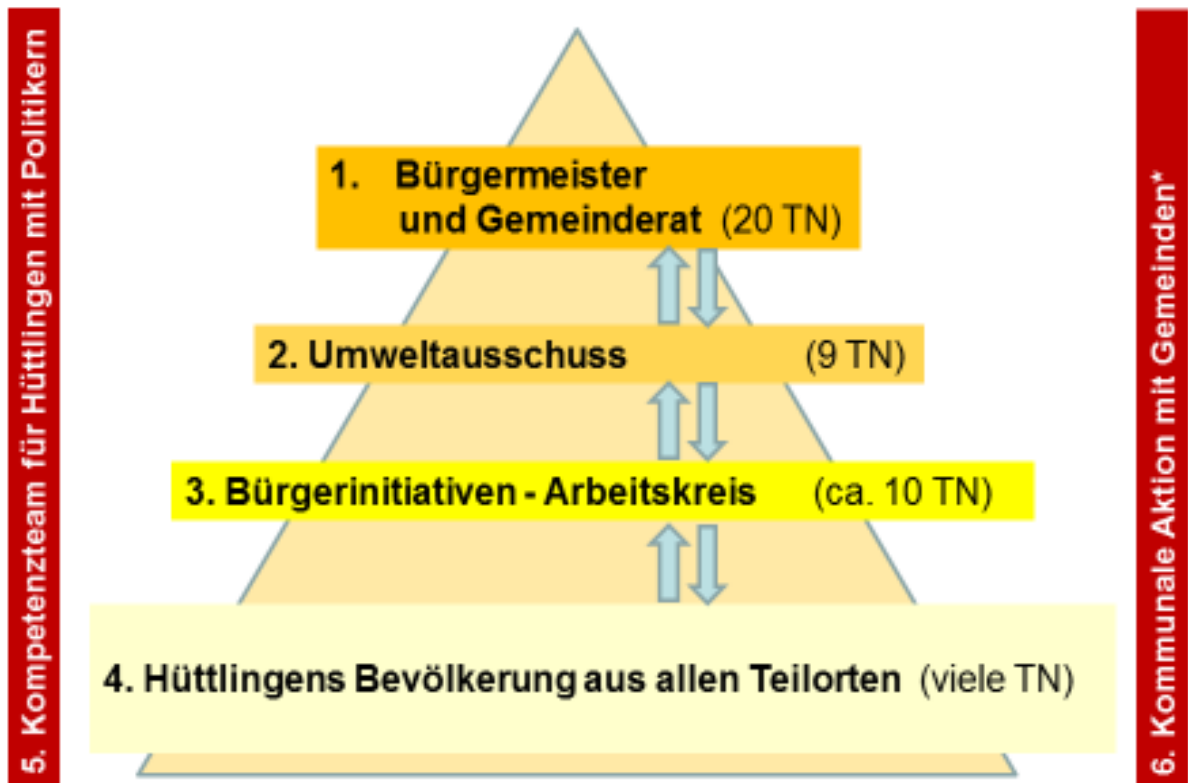 5. Kompetenzteam für Hüttlingen mit Politikern
1. Bürgermeister
und Gemeinderat (20 TN)
2. Umweltausschuss (9 TN)
3. Bürgerinitiativen - Arbeitskreis (ca. 10 TN)
4. Hüttlingens Bevölkerung aus allen Teilorten (viele TN)
6. Kommunale Aktion mit Gemeinden*